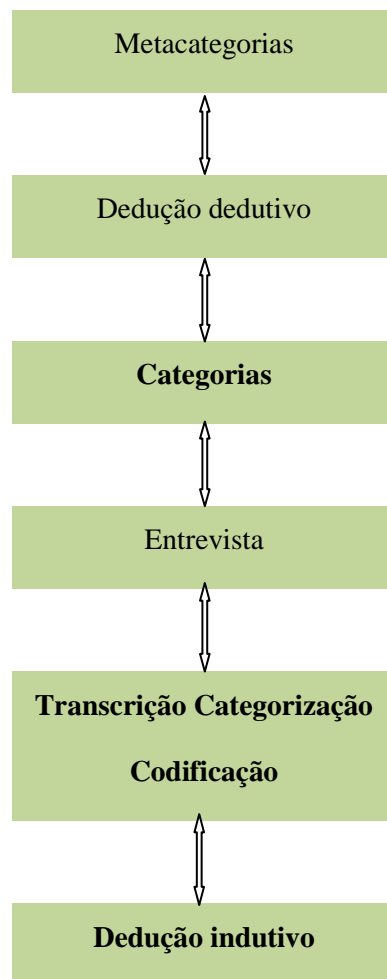 Metacategorias
Dedução dedutivo
Categorias
Entrevista
Transcrição Categorização
Codificação
Dedução indutivo